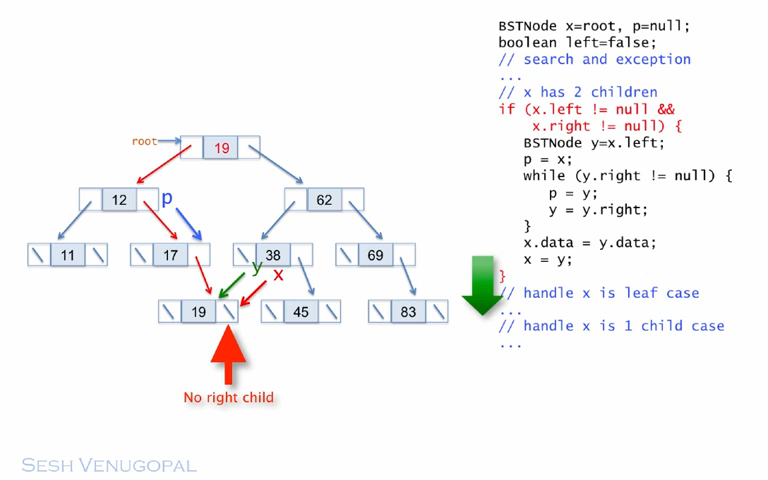 BSTNode x=root, p=null;
boolean left=false;
// search and exception
...
// x has 2 children
if (x.left != null &&
x.right != null) {
BSTNode y=x.left;
p = x;
while (y.right != null) {
p = y;
y = y.right;
}
x.data = y.data;
x = y;
}
// handle x is leaf case
...
// handle x is 1 child case
...
root
19
12
p
62
11
17
38
69
y
x
19
45
83
No right child
SESH VENUGOPAL